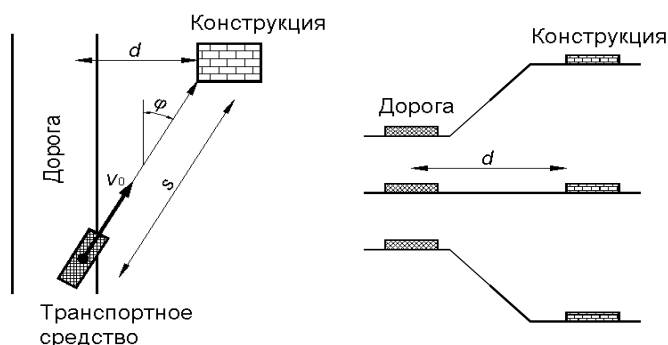 Конструкция
d
φ
Дорога
v₀
s
Транспортное
средство
Конструкция
Дорога
d